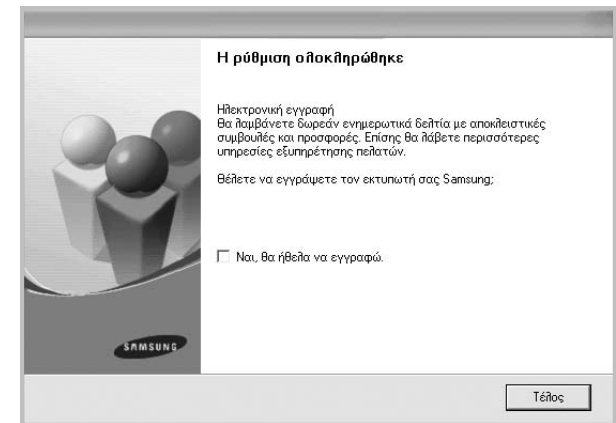 Η ρύθμιση ολοκληρώθηκε
Ηλεκτρονική εγγραφή
Θα λαμβάνετε δωρεάν ενημερωτικά δελτία με αποκλειστικές
συμβουλές και προσφορές. Επίσης θα λάβετε περισσότερες
υπηρεσίες εξυπηρέτησης πελατών.
Θέλετε να εγγράψετε τον εκτυπωτή σας Samsung;
Ναι, θα ήθελα να εγγραφώ.
SAMSUNG
Τέλος